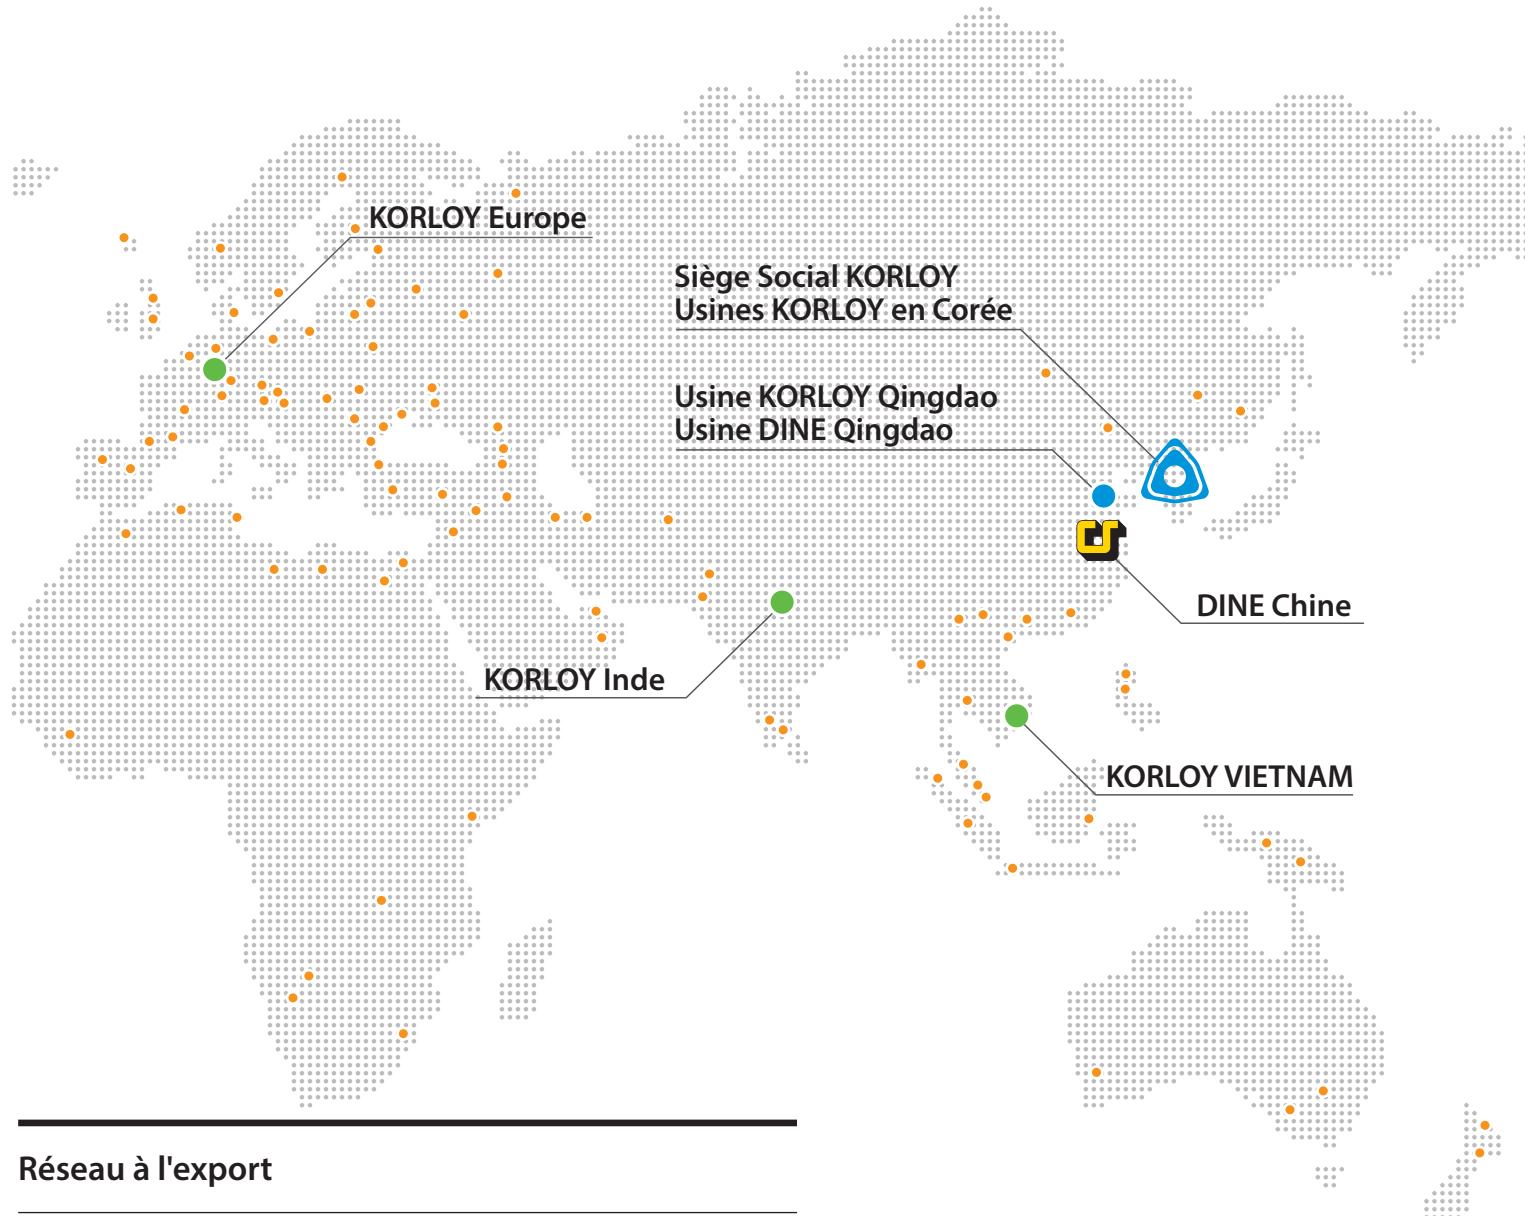 KORLOY Europe
Siège Social KORLOY
Usines KORLOY en Corée
Usine KORLOY Qingdao
Usine DINE Qingdao
DINE Chine
KORLOY Inde
KORLOY VIETNAM
Réseau à l'export